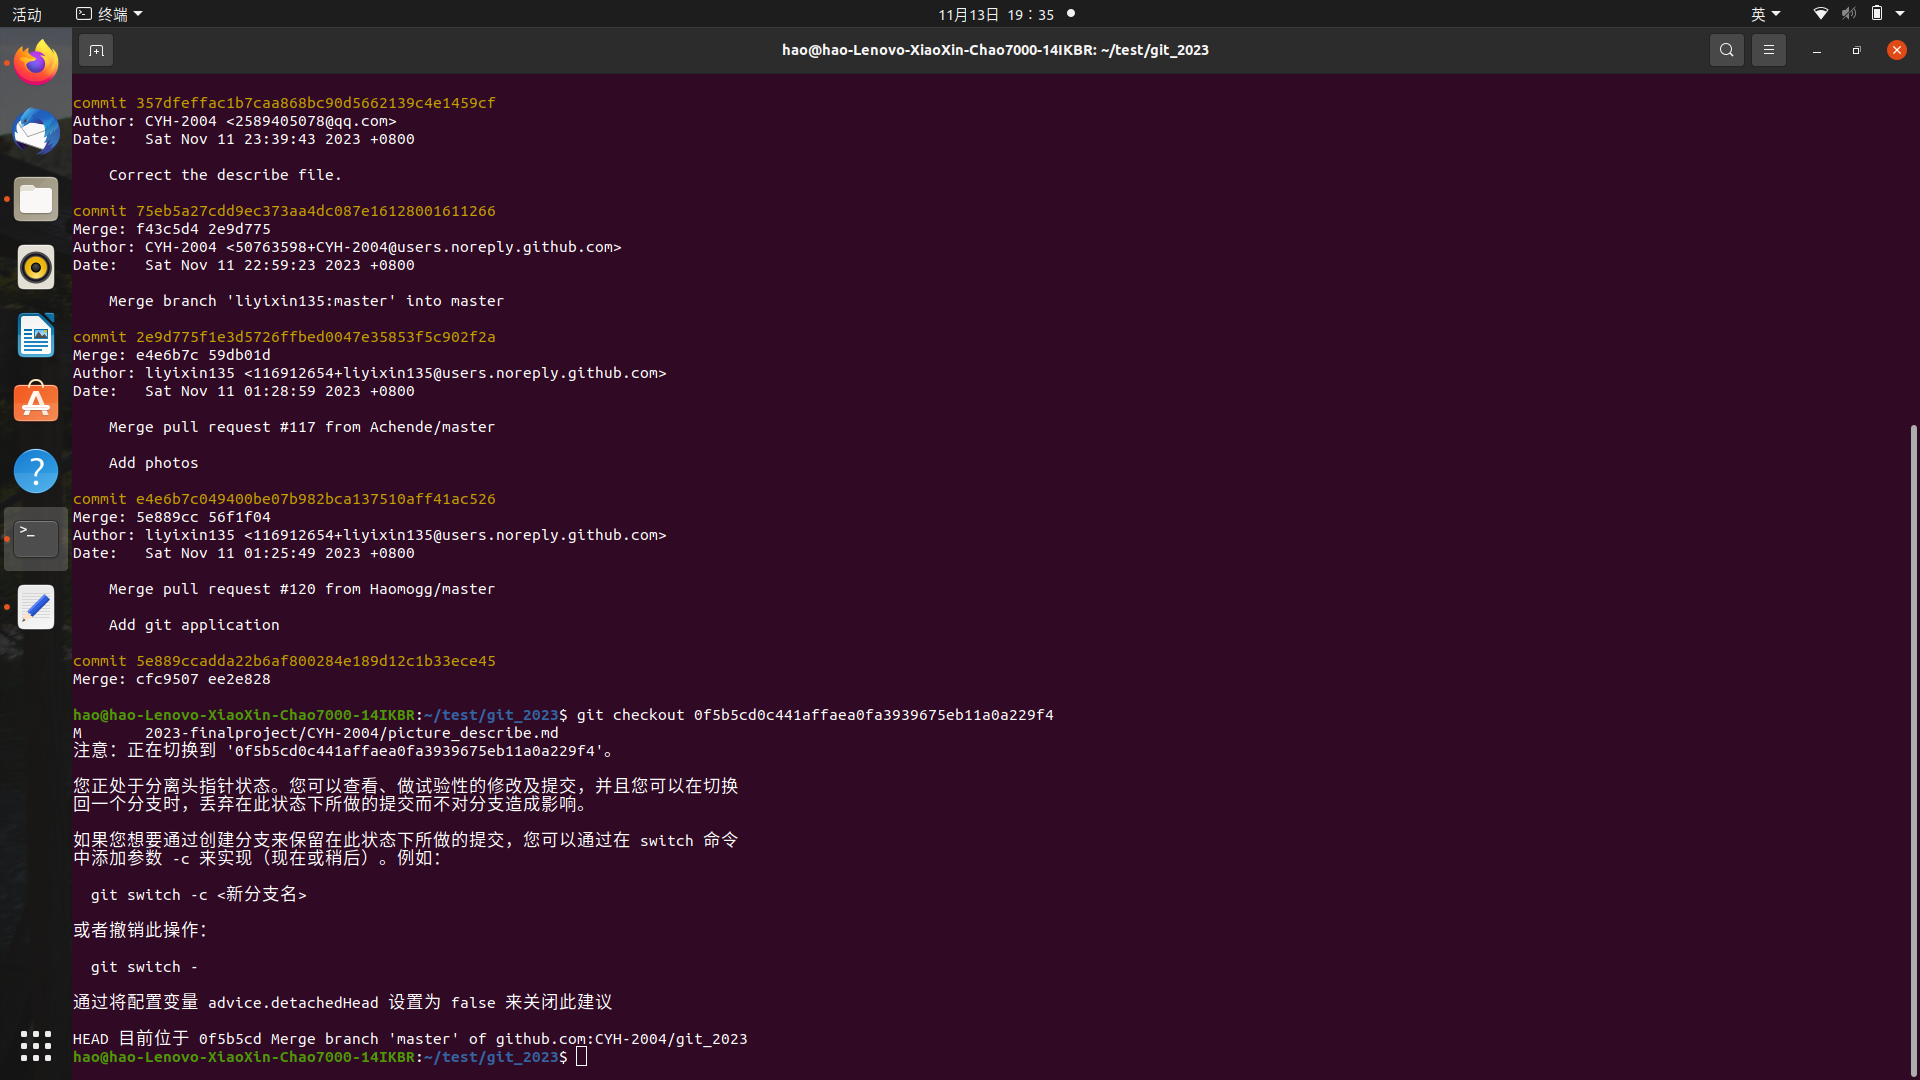 活动
终端
11月13日 19：35
英
hao@hao-Lenovo-XiaoXin-Chao7000-14IKBR: ~/test/git_2023
commit 357dfeffac1b7caa868bc90d5662139c4e1459cf
Author: CYH-2004 <2589405078@qq.com>
Date:   Sat Nov 11 23:39:43 2023 +0800
    Correct the describe file.
commit 75eb5a27cdd9ec373aa4dc087e16128001611266
Merge: f43c5d4 2e9d775
Author: CYH-2004 <50763598+CYH-2004@users.noreply.github.com>
Date:   Sat Nov 11 22:59:23 2023 +0800
    Merge branch 'liyixin135:master' into master
commit 2e9d775f1e3d5726ffbed0047e35853f5c902f2a
Merge: e4e6b7c 59db01d
Author: liyixin135 <116912654+liyixin135@users.noreply.github.com>
Date:   Sat Nov 11 01:28:59 2023 +0800
    Merge pull request #117 from Achende/master
    Add photos
commit e4e6b7c049400be07b982bca137510aff41ac526
Merge: 5e889cc 56f1f04
Author: liyixin135 <116912654+liyixin135@users.noreply.github.com>
Date:   Sat Nov 11 01:25:49 2023 +0800
    Merge pull request #120 from Haomogg/master
    Add git application
commit 5e889ccadda22b6af800284e189d12c1b33ece45
Merge: cfc9507 ee2e828
hao@hao-Lenovo-XiaoXin-Chao7000-14IKBR:~/test/git_2023$ git checkout 0f5b5cd0c441affaea0fa3939675eb11a0a229f4
M       2023-finalproject/CYH-2004/picture_describe.md
注意：正在切换到 '0f5b5cd0c441affaea0fa3939675eb11a0a229f4'。
您正处于分离头指针状态。您可以查看、做试验性的修改及提交，并且您可以在切换
回一个分支时，丢弃在此状态下所做的提交而不对分支造成影响。
如果您想要通过创建分支来保留在此状态下所做的提交，您可以通过在 switch 命令
中添加参数 -c 来实现（现在或稍后）。例如：
  git switch -c <新分支名>
或者撤销此操作：
  git switch -
通过将配置变量 advice.detachedHead 设置为 false 来关闭此建议
HEAD 目前位于 0f5b5cd Merge branch 'master' of github.com:CYH-2004/git_2023
hao@hao-Lenovo-XiaoXin-Chao7000-14IKBR:~/test/git_2023$